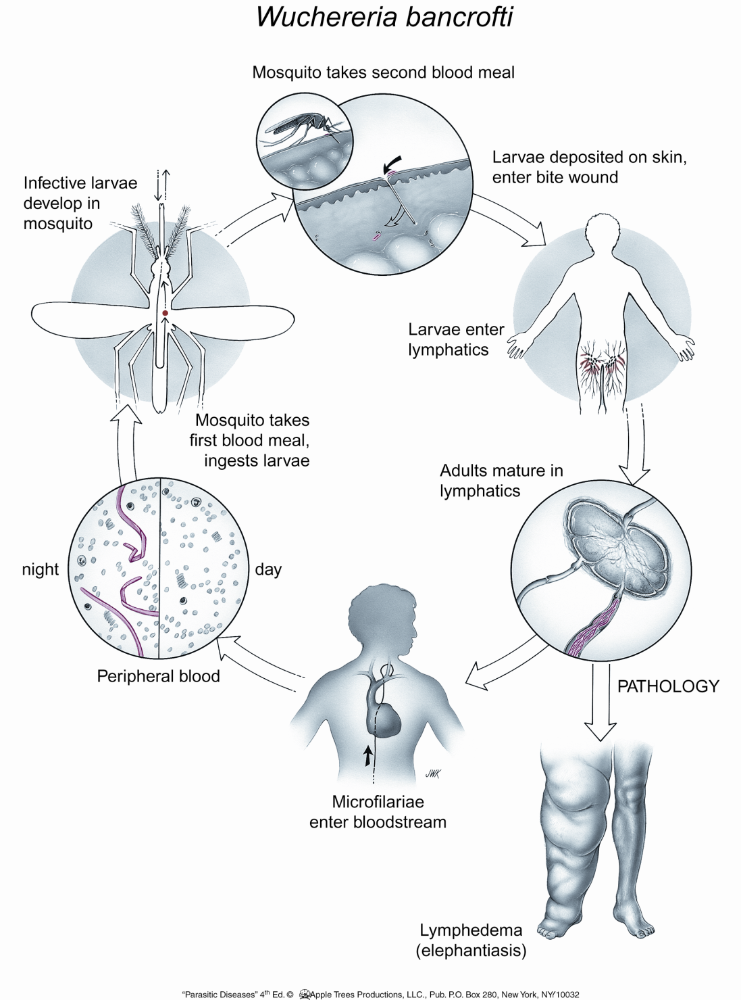 Wuchereria bancrofti
Mosquito takes second blood meal
Larvae deposited on skin,
enter bite wound
Infective larvae
develop in
mosquito
Larvae enter
lymphatics
Mosquito takes
first blood meal,
ingests larvae
Adults mature in
lymphatics
night
day
Peripheral blood
PATHOLOGY
JWK
Microfilariae
enter bloodstream
Lymphedema
(elephantiasis)
“Parasitic Diseases” 4th Ed. © Apple Trees Productions, LLC., Pub. P.O. Box 280, New York, NY/10032